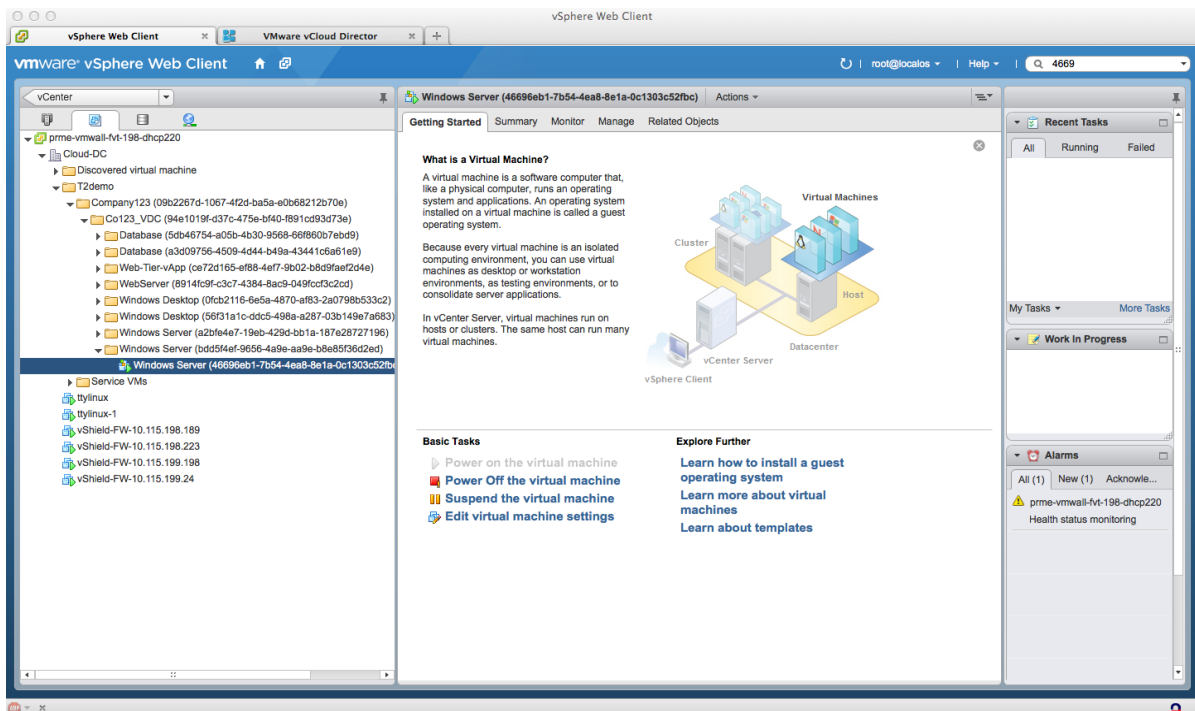 vSphere Web Client
vSphere Web Client
VMware vCloud Director
vmware® vSphere Web Client
root@localos
Help
4669
vCenter
prme-vmwall-fvt-198-dhcp220
Cloud-DC
Discovered virtual machine
T2demo
Company123 (09b2267d-1067-4f2d-ba5a-e0b68212b70e)
Co123_VDC (94e1019f-d37c-475e-bf40-f891cd93d73e)
Database (5db46754-a05b-4b30-9568-66f860b7ebd9)
Database (a3d09756-4509-4d44-b49a-43441c6a61e9)
Web-Tier-vApp (ce72d165-ef88-4ef7-9b02-b8d9faef2d4e)
WebServer (8914fc9f-c3c7-4384-8ac9-049fccf3c2cd)
Windows Desktop (0fcb2116-6e5a-4870-af83-2a0798b533c2)
Windows Desktop (56f31a1c-ddc5-498a-a287-03b149e7a683)
Windows Server (a2bfe4e7-19eb-429d-bb1a-187e28727196)
Windows Server (bdd5f4ef-9656-4a9e-aa9e-b8e85f36d2ed)
Windows Server (46696eb1-7b54-4ea8-8e1a-0c1303c52fb
Service VMs
ttylinux
ttylinux-1
vShield-FW-10.115.198.189
vShield-FW-10.115.198.223
vShield-FW-10.115.199.198
vShield-FW-10.115.199.24
Windows Server (46696eb1-7b54-4ea8-8e1a-0c1303c52fbc)
Actions
Getting Started
Summary
Monitor
Manage
Related Objects
What is a Virtual Machine?
A virtual machine is a software computer that,
like a physical computer, runs an operating
system and applications. An operating system
installed on a virtual machine is called a guest
operating system.
Because every virtual machine is an isolated
computing environment, you can use virtual
machines as desktop or workstation
environments, as testing environments, or to
consolidate server applications.
In vCenter Server, virtual machines run on
hosts or clusters. The same host can run many
virtual machines.
Virtual Machines
Cluster
Host
Datacenter
vCenter Server
vSphere Client
Basic Tasks
Power on the virtual machine
Power Off the virtual machine
Suspend the virtual machine
Edit virtual machine settings
Explore Further
Learn how to install a guest
operating system
Learn more about virtual
machines
Learn about templates
Recent Tasks
All
Running
Failed
My Tasks
More Tasks
Work In Progress
Alarms
All (1)
New (1)
Acknowle...
prme-vmwall-fvt-198-dhcp220
Health status monitoring